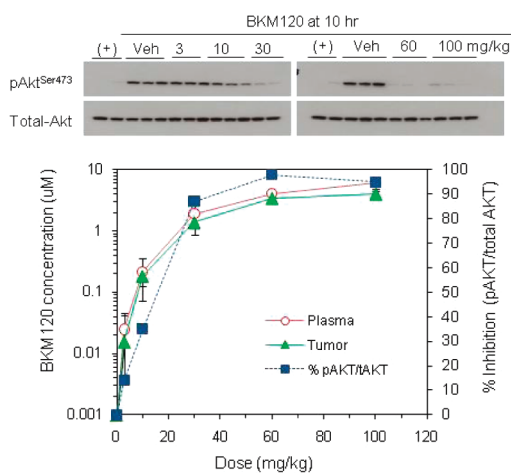 BKM120 at 10 hr
(+) Veh 3 10 30 (+) Veh 60 100 mg/kg
pAktSer473
Total-Akt
BKM120 concentration (uM)
10
1
0.1
0.01
0.001
100
90
80
70
60
50
40
30
20
10
0
% Inhibition (pAKT/total AKT)
Plasma
Tumor
% pAKT/tAKT
0 20 40 60 80 100 120
Dose (mg/kg)